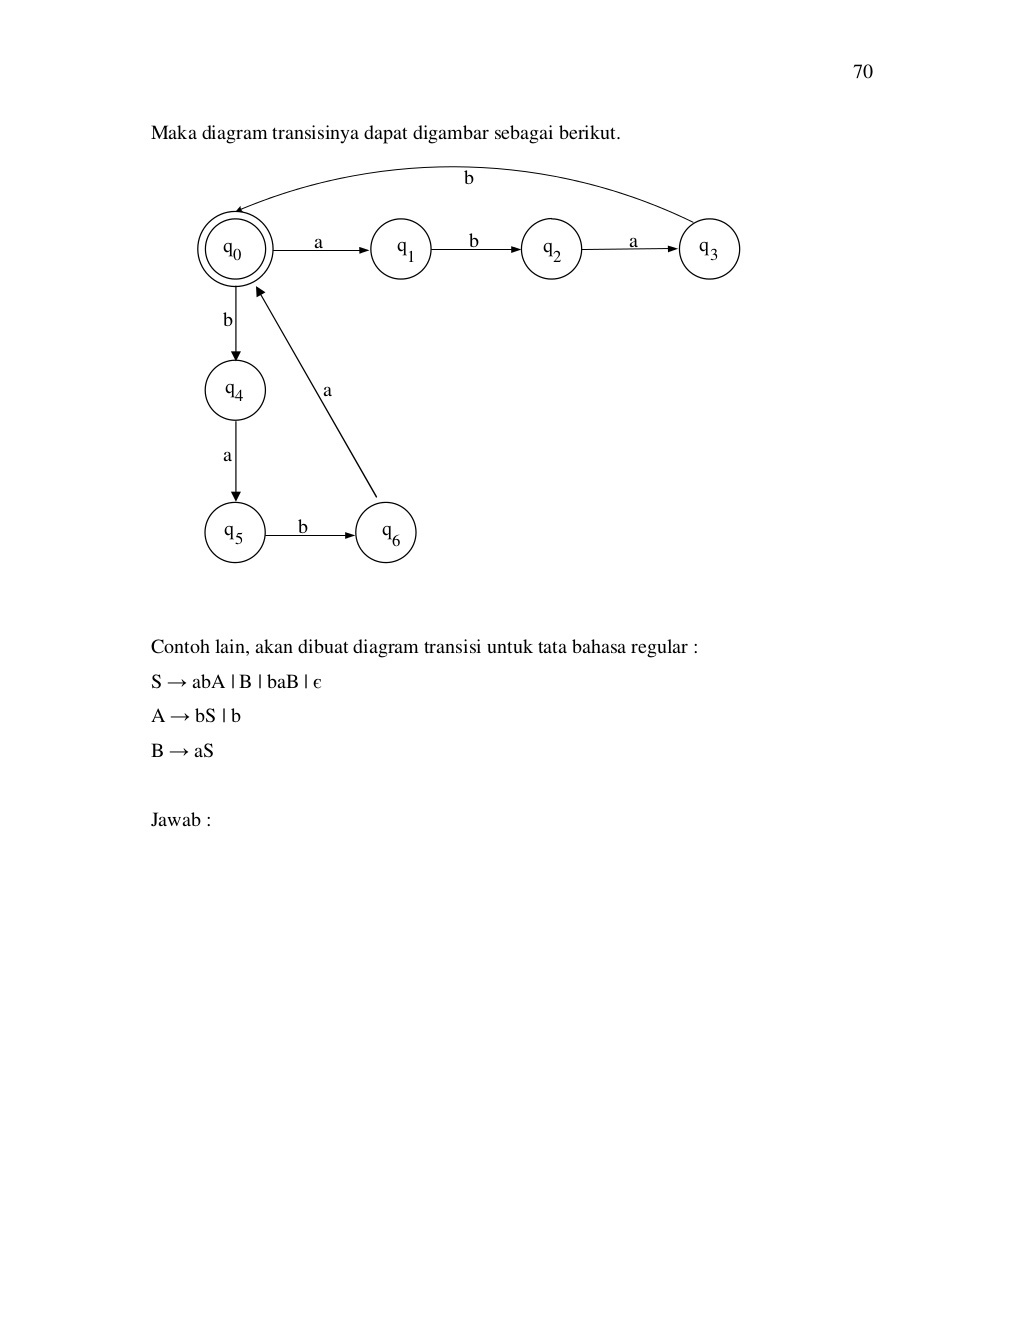 70
Maka diagram transisinya dapat digambar sebagai berikut.
b
q0 a q1 b q2 a q3
b
q4 a
a
q5 b q6
Contoh lain, akan dibuat diagram transisi untuk tata bahasa regular :
S → abA | B | baB | є
A → bS | b
B → aS
Jawab :